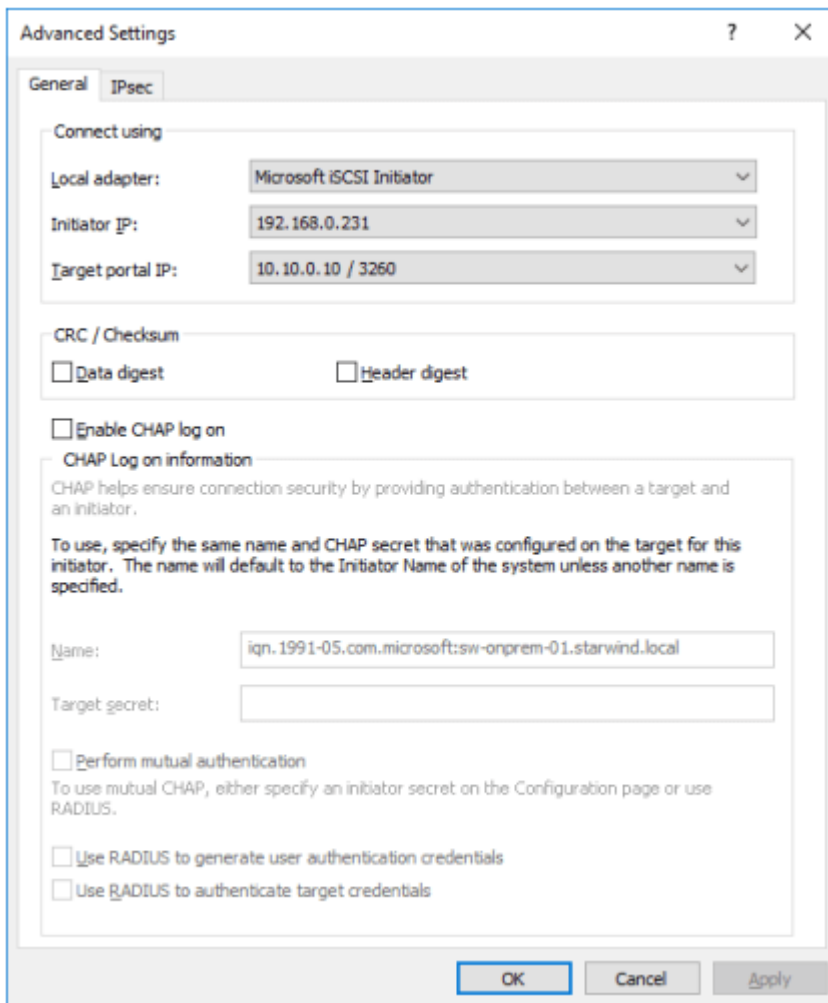 Advanced Settings
?
General
IPsec
Connect using
Local adapter:
Microsoft iSCSI Initiator
Initiator IP:
192.168.0.231
Target portal IP:
10.10.0.10 / 3260
CRC / Checksum
Data digest
Header digest
Enable CHAP log on
CHAP Log on information
CHAP helps ensure connection security by providing authentication between a target and
an initiator.
To use, specify the same name and CHAP secret that was configured on the target for this
initiator. The name will default to the Initiator Name of the system unless another name is
specified.
Name:
iqn.1991-05.com.microsoft:sw-onprem-01.starwind.local
Target secret:
Perform mutual authentication
To use mutual CHAP, either specify an initiator secret on the Configuration page or use
RADIUS.
Use RADIUS to generate user authentication credentials
Use RADIUS to authenticate target credentials
OK
Cancel
Apply